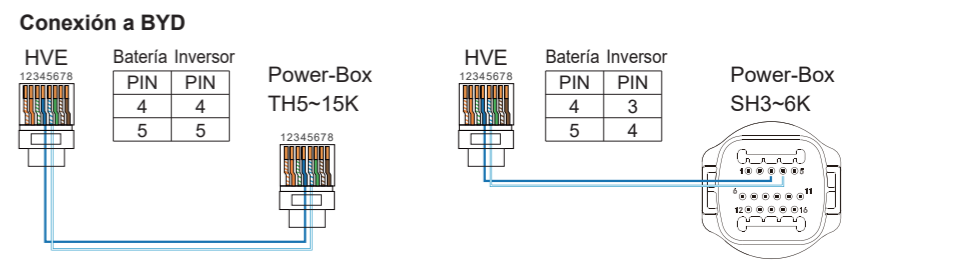 Conexión a BYD
HVE
12345678
Batería Inversor
PIN PIN
4 4
5 5
Power-Box
TH5~15K
12345678
HVE
12345678
Batería Inversor
PIN PIN
4 3
5 4
Power-Box
SH3~6K
1 5
6 11
12 16